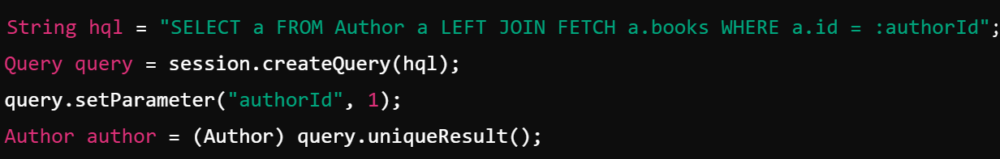 String hql = "SELECT a FROM Author a LEFT JOIN FETCH a.books WHERE a.id = :authorId";
Query query = session.createQuery(hql);
query.setParameter("authorId", 1);
Author author = (Author) query.uniqueResult();